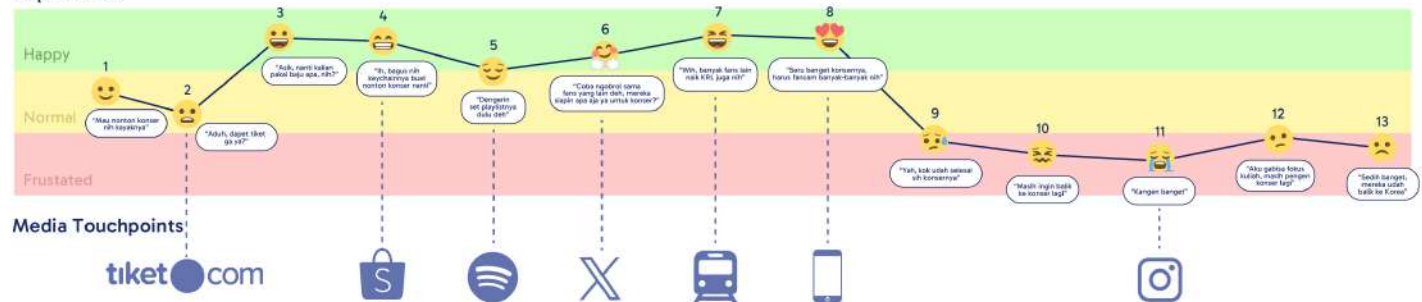 3
8
7
4
6
5
Happy
1
2
"Asik, nanti kalian
pakai baju apa, nih?"
"Ih, bagus nih
keychainnya buat
nonton konser nanti"
"Dengerin
set playlistnya
dulu deh"
"Coba ngobrol sama
fans yang lain deh, mereka
siapin apa aja ya untuk konser?"
"Wih, banyak fans lain
naik KRL juga nih"
"Seru banget konsernya,
harus fancam banyak-banyak nih"
Normal
"Mau nonton konser
nih kayaknya"
"Aduh, dapet tiket
ga ya?"
9
10
11
12
13
Frustated
"Yah, kok udah selesai
sih konsernya"
"Masih ingin balik
ke konser lagi"
"Kangen banget"
"Aku gabisa fokus
kuliah, masih pengen
konser lagi"
"Sedih banget,
mereka udah
balik ke Korea"
Media Touchpoints
tiket com
S
X